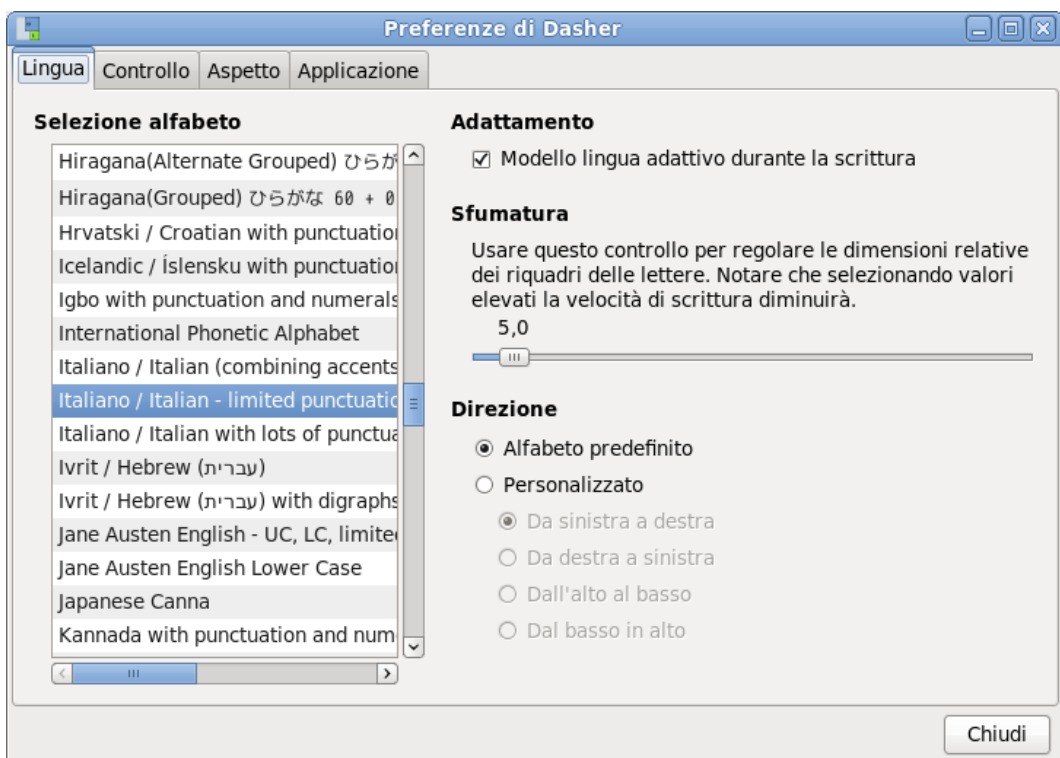 Preferenze di Dasher
Lingua
Controllo
Aspetto
Applicazione
Selezione alfabeto
Hiragana(Alternate Grouped) ひらが
Hiragana(Grouped) ひらがな 60 + 0
Hrvatski / Croatian with punctuation
Icelandic / Íslensku with punctuation
Igbo with punctuation and numerals
International Phonetic Alphabet
Italiano / Italian (combining accents
Italiano / Italian - limited punctuatio
Italiano / Italian with lots of punctua
Ivrit / Hebrew (עברית)
Ivrit / Hebrew (עברית) with digraphs
Jane Austen English - UC, LC, limited
Jane Austen English Lower Case
Japanese Canna
Kannada with punctuation and num
Adattamento
Modello lingua adattivo durante la scrittura
Sfumatura
Usare questo controllo per regolare le dimensioni relative
dei riquadri delle lettere. Notare che selezionando valori
elevati la velocità di scrittura diminuirà.
5,0
Direzione
Alfabeto predefinito
Personalizzato
Da sinistra a destra
Da destra a sinistra
Dall'alto al basso
Dal basso in alto
Chiudi